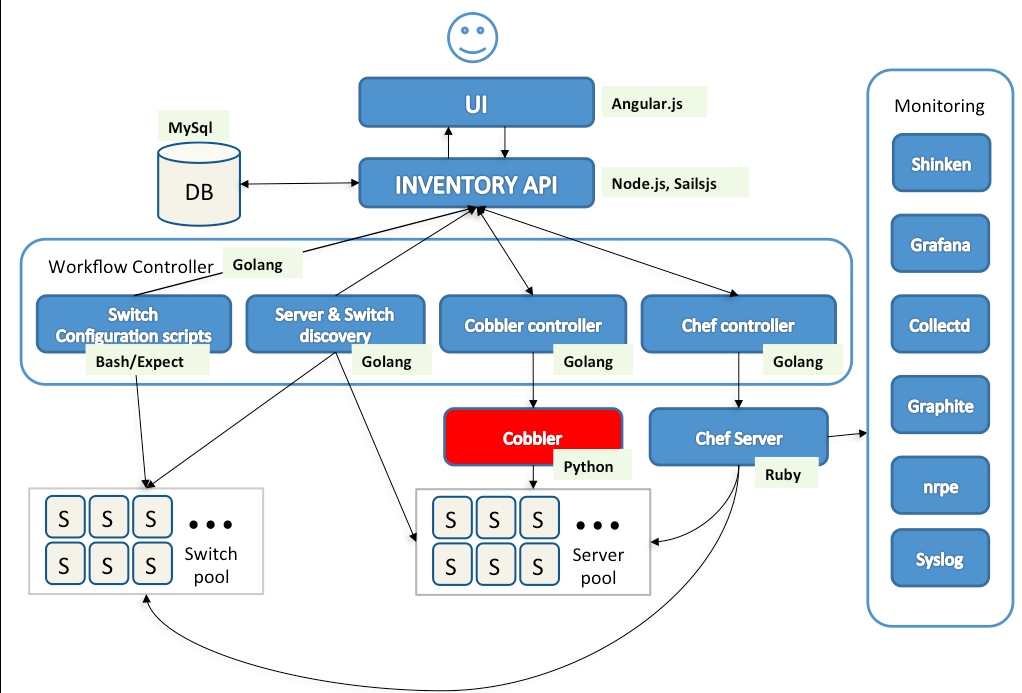 UI
Angular.js
MySql
DB
INVENTORY API
Node.js, Sailsjs
Workflow Controller
Golang
Switch
Configuration scripts
Bash/Expect
Server & Switch
discovery
Golang
Cobbler controller
Golang
Chef controller
Golang
Cobbler
Python
Chef Server
Ruby
S S S
S S S
Switch
pool
S S S
S S S
Server
pool
Monitoring
Shinken
Grafana
Collectd
Graphite
nrpe
Syslog